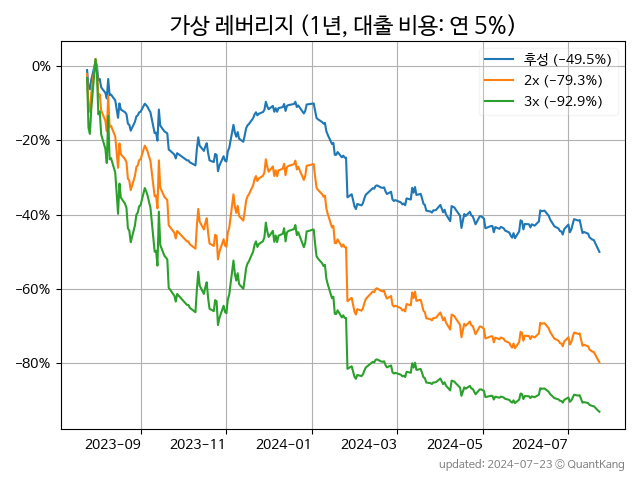 가상 레버리지 (1년, 대출 비용: 연 5%)
후성 (−49.5%)
2x (−79.3%)
3x (−92.9%)
0%
−20%
−40%
−60%
−80%
2023-09
2023-11
2024-01
2024-03
2024-05
2024-07
updated: 2024-07-23 © QuantKang